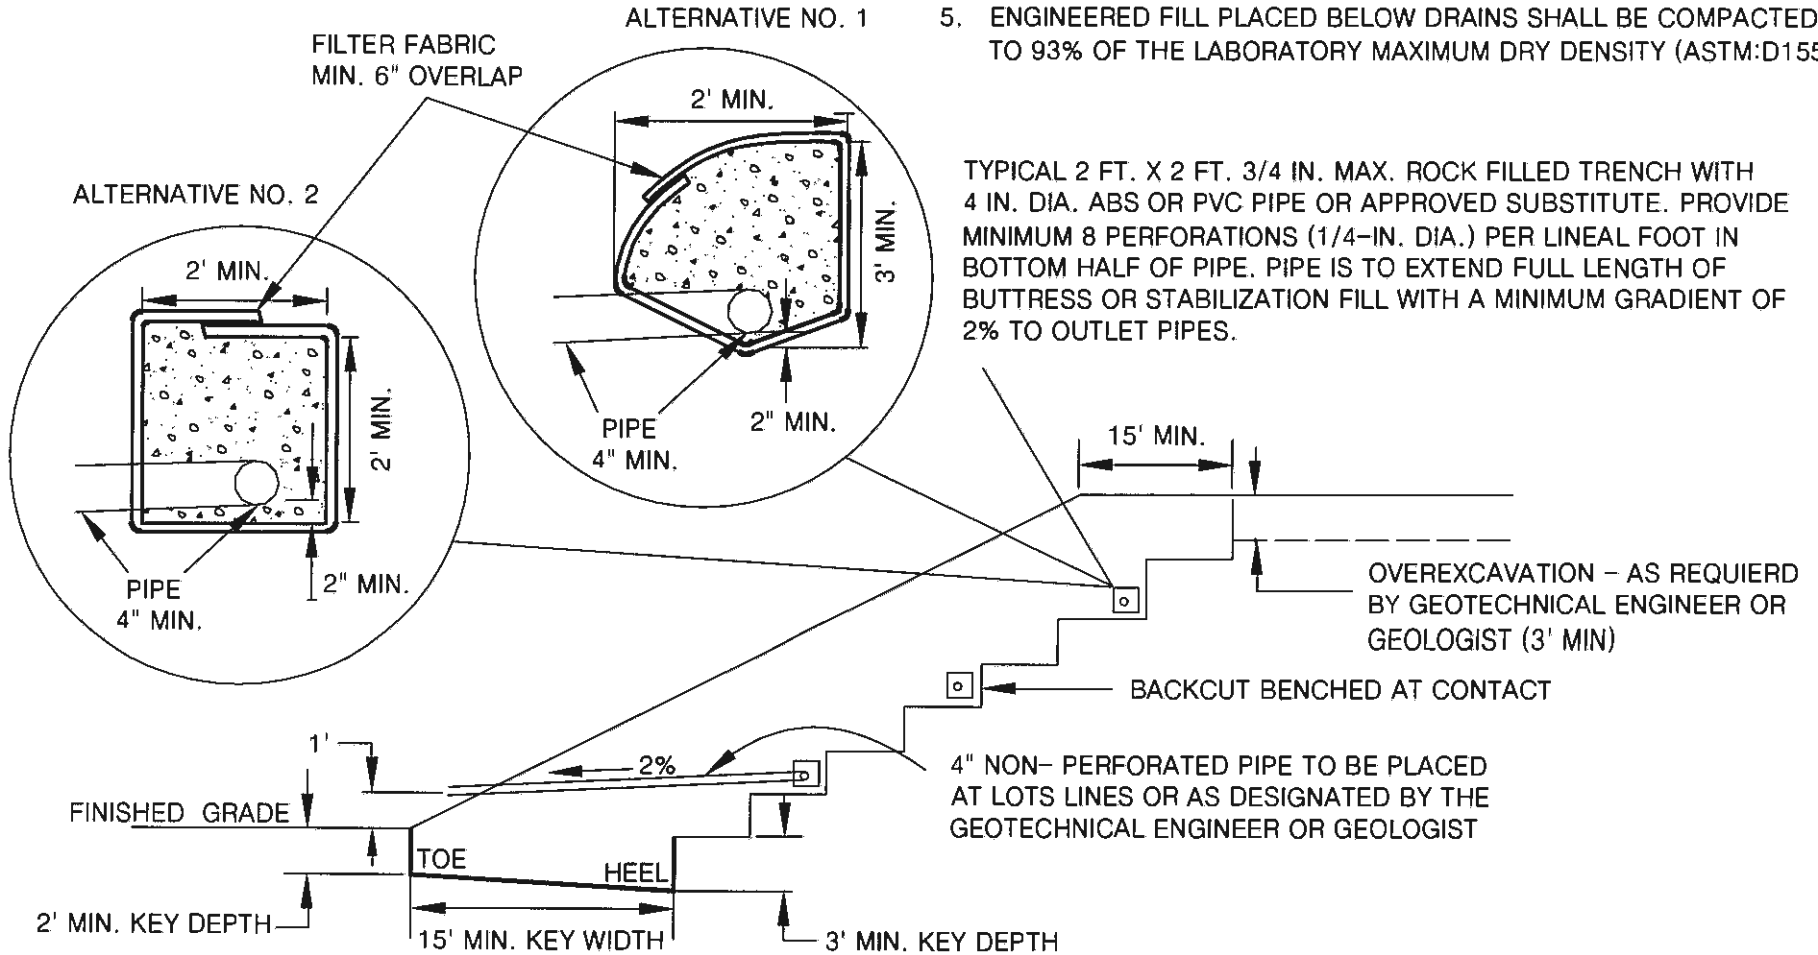 ALTERNATIVE NO. 1
5. ENGINEERED FILL PLACED BELOW DRAINS SHALL BE COMPACTED
TO 93% OF THE LABORATORY MAXIMUM DRY DENSITY (ASTM:D155
FILTER FABRIC
MIN. 6" OVERLAP
2' MIN.
3' MIN.
PIPE
4" MIN.
2" MIN.
TYPICAL 2 FT. X 2 FT. 3/4 IN. MAX. ROCK FILLED TRENCH WITH
4 IN. DIA. ABS OR PVC PIPE OR APPROVED SUBSTITUTE. PROVIDE
MINIMUM 8 PERFORATIONS (1/4-IN. DIA.) PER LINEAL FOOT IN
BOTTOM HALF OF PIPE. PIPE IS TO EXTEND FULL LENGTH OF
BUTTRESS OR STABILIZATION FILL WITH A MINIMUM GRADIENT OF
2% TO OUTLET PIPES.
ALTERNATIVE NO. 2
2' MIN.
2' MIN.
PIPE
4" MIN.
2" MIN.
15' MIN.
OVEREXCAVATION - AS REQUIERD
BY GEOTECHNICAL ENGINEER OR
GEOLOGIST (3' MIN)
BACKCUT BENCHED AT CONTACT
1'
2%
4" NON- PERFORATED PIPE TO BE PLACED
AT LOTS LINES OR AS DESIGNATED BY THE
GEOTECHNICAL ENGINEER OR GEOLOGIST
FINISHED GRADE
TOE
HEEL
2' MIN. KEY DEPTH
15' MIN. KEY WIDTH
3' MIN. KEY DEPTH